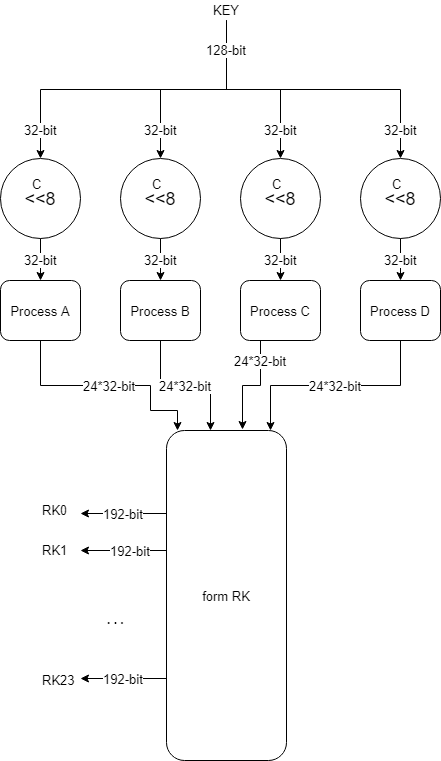 KEY
128-bit
32-bit 32-bit 32-bit 32-bit
C C C C
<<8 <<8 <<8 <<8
32-bit 32-bit 32-bit 32-bit
Process A Process B Process C Process D
24*32-bit
24*32-bit 24*32-bit 24*32-bit
RK0 192-bit
RK1 192-bit
form RK
...
RK23 192-bit